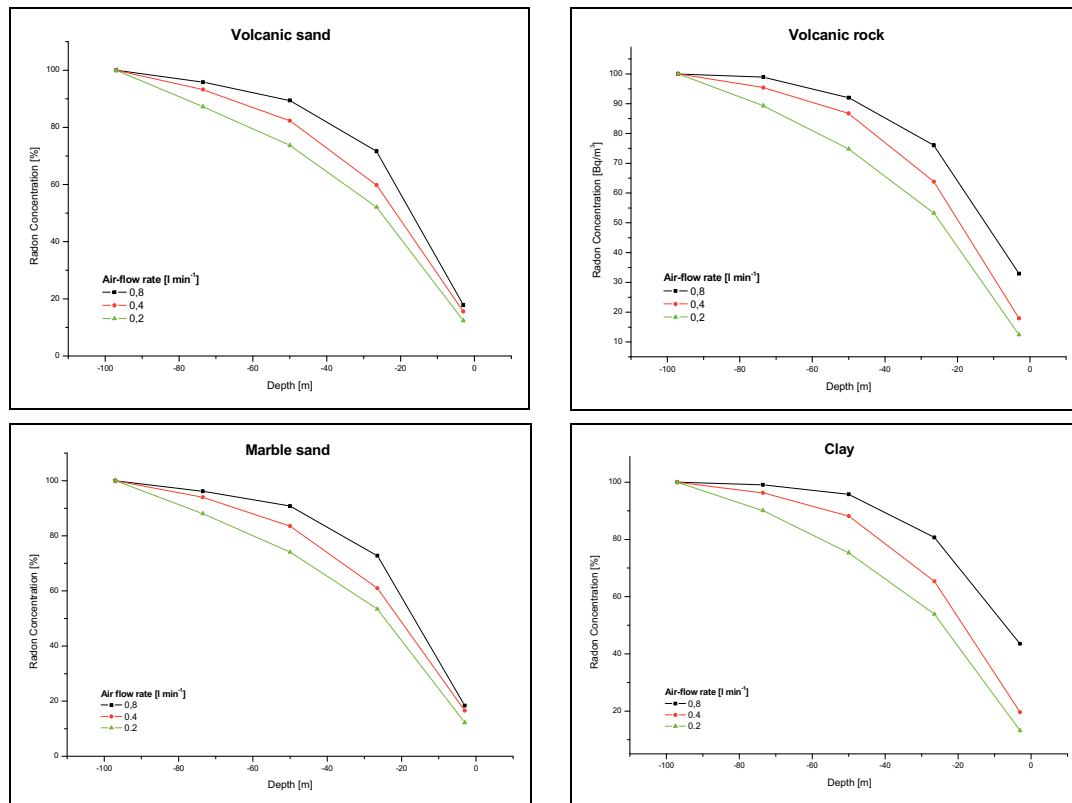 Volcanic sand
Radon Concentration [%]
100
80
60
40
20
0
Air-flow rate [l min⁻¹]
0,8
0,4
0,2
-100 -80 -60 -40 -20 0
Depth [m]
Volcanic rock
Radon Concentration [Bq/m³]
100
90
80
70
60
50
40
30
20
10
Air-flow rate [l min⁻¹]
0,8
0,4
0,2
-100 -80 -60 -40 -20 0
Depth [m]
Marble sand
Radon Concentration [%]
100
80
60
40
20
0
Air flow rate [l min⁻¹]
0,8
0.4
0.2
-100 -80 -60 -40 -20 0
Depth [m]
Clay
Radon Concentration [%]
100
80
60
40
20
Air-flow rate [l min⁻¹]
0,8
0.4
0.2
-100 -80 -60 -40 -20 0
Depth [m]